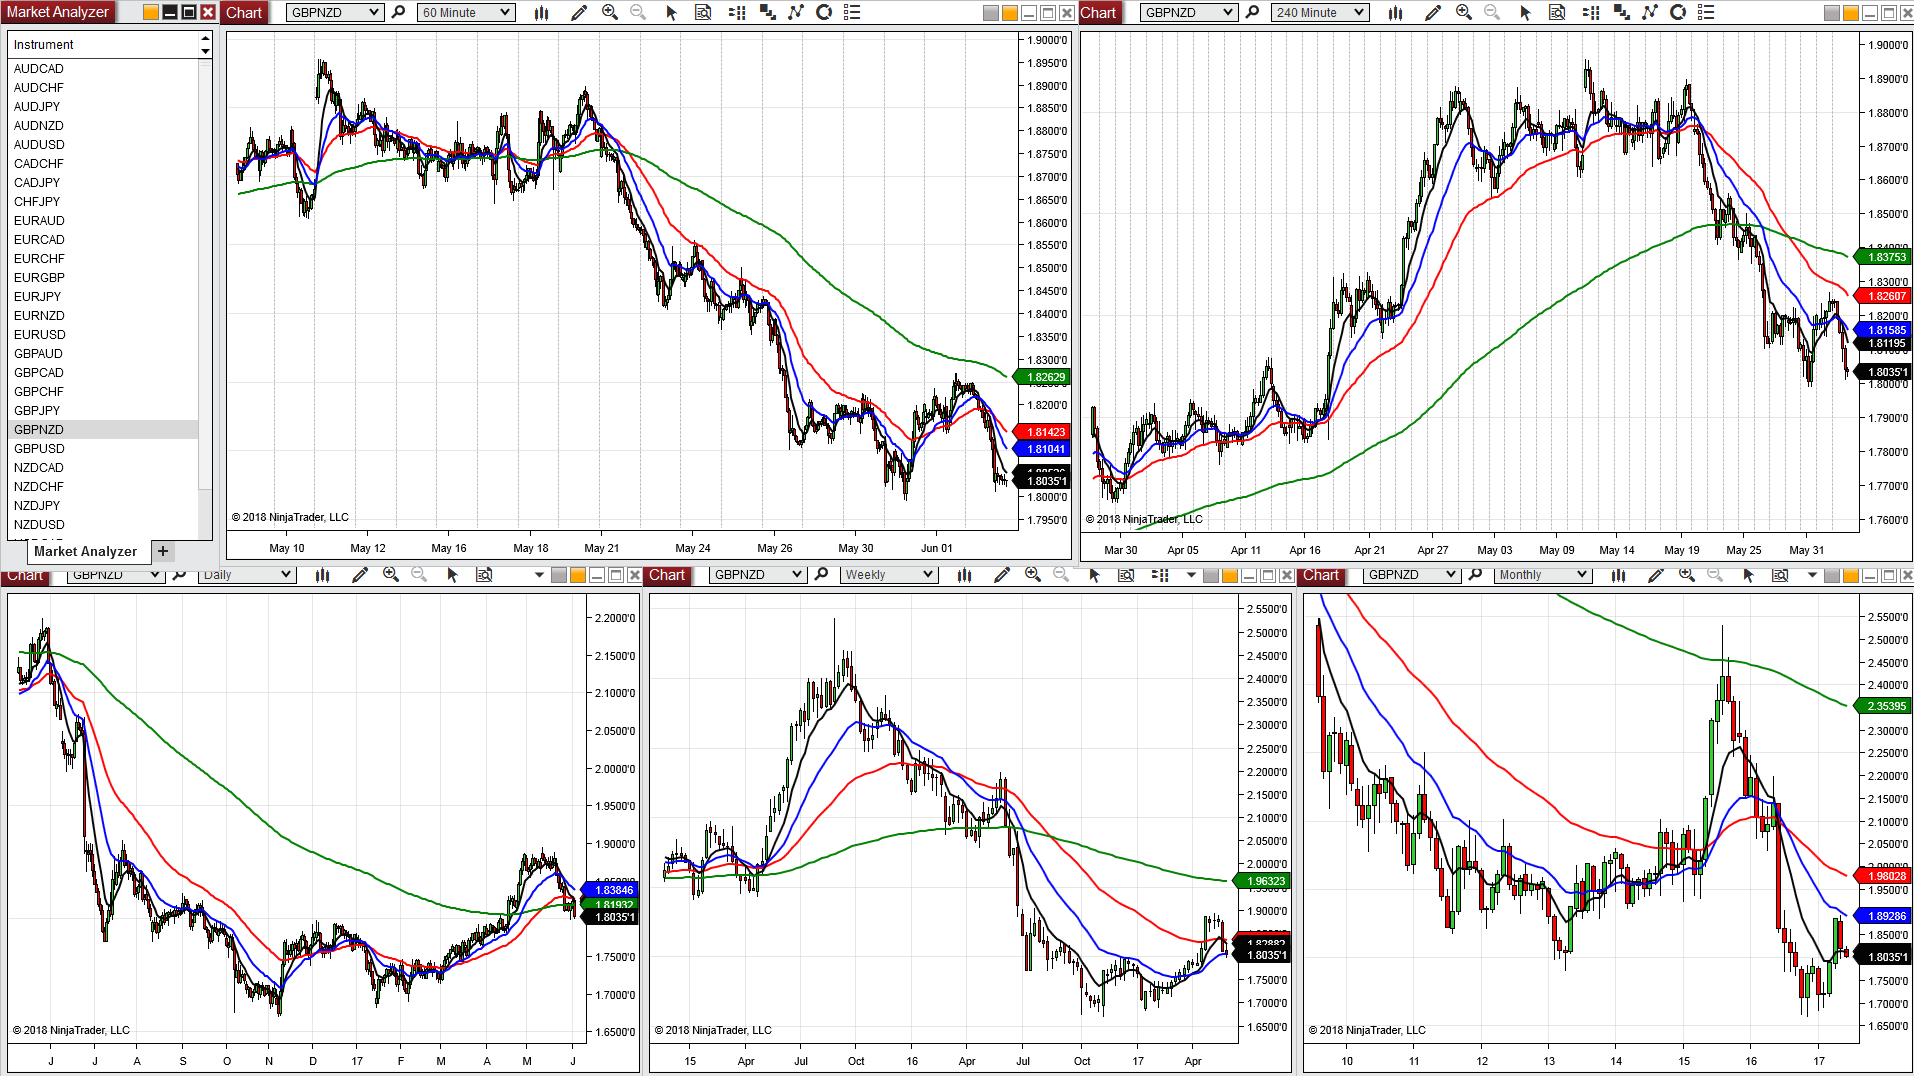 Market Analyzer
Instrument
AUDCAD
AUDCHF
AUDJPY
AUDNZD
AUDUSD
CADCHF
CADJPY
CHFJPY
EURAUD
EURCAD
EURCHF
EURGBP
EURJPY
EURNZD
EURUSD
GBPAUD
GBPCAD
GBPCHF
GBPJPY
GBPNZD
GBPUSD
NZDCAD
NZDCHF
NZDJPY
NZDUSD
Market Analyzer +
Chart GBPNZD 60 Minute
1.9000'0
1.8950'0
1.8900'0
1.8850'0
1.8800'0
1.8750'0
1.8700'0
1.8650'0
1.8600'0
1.8550'0
1.8500'0
1.8450'0
1.8400'0
1.8350'0
1.8300'0
1.82629
1.8200'0
1.81423
1.81041
1.8035'1
1.8000'0
1.7950'0
© 2018 NinjaTrader, LLC
May 10 May 12 May 16 May 18 May 21 May 24 May 26 May 30 Jun 01
Chart GBPNZD 240 Minute
1.9000'0
1.8900'0
1.8800'0
1.8700'0
1.8600'0
1.8500'0
1.83753
1.8300'0
1.82607
1.8200'0
1.81585
1.81195
1.8035'1
1.8000'0
1.7900'0
1.7800'0
1.7700'0
1.7600'0
© 2018 NinjaTrader, LLC
Mar 30 Apr 05 Apr 11 Apr 16 Apr 21 Apr 27 May 03 May 09 May 14 May 19 May 25 May 31
Chart GBPNZD Daily
2.2000'0
2.1500'0
2.1000'0
2.0500'0
2.0000'0
1.9500'0
1.9000'0
1.83846
1.81932
1.8035'1
1.7500'0
1.7000'0
1.6500'0
© 2018 NinjaTrader, LLC
J J A S O N D 17 F M A M J
Chart GBPNZD Weekly
2.5500'0
2.5000'0
2.4500'0
2.4000'0
2.3500'0
2.3000'0
2.2500'0
2.2000'0
2.1500'0
2.1000'0
2.0500'0
2.0000'0
1.96323
1.9000'0
1.82882
1.8035'1
1.7500'0
1.7000'0
1.6500'0
© 2018 NinjaTrader, LLC
15 Apr Jul Oct 16 Apr Jul Oct 17 Apr
Chart GBPNZD Monthly
2.5500'0
2.5000'0
2.4500'0
2.4000'0
2.35395
2.3000'0
2.2500'0
2.2000'0
2.1500'0
2.1000'0
2.0500'0
2.0000'0
1.98028
1.9500'0
1.89286
1.8500'0
1.8035'1
1.7500'0
1.7000'0
1.6500'0
© 2018 NinjaTrader, LLC
10 11 12 13 14 15 16 17